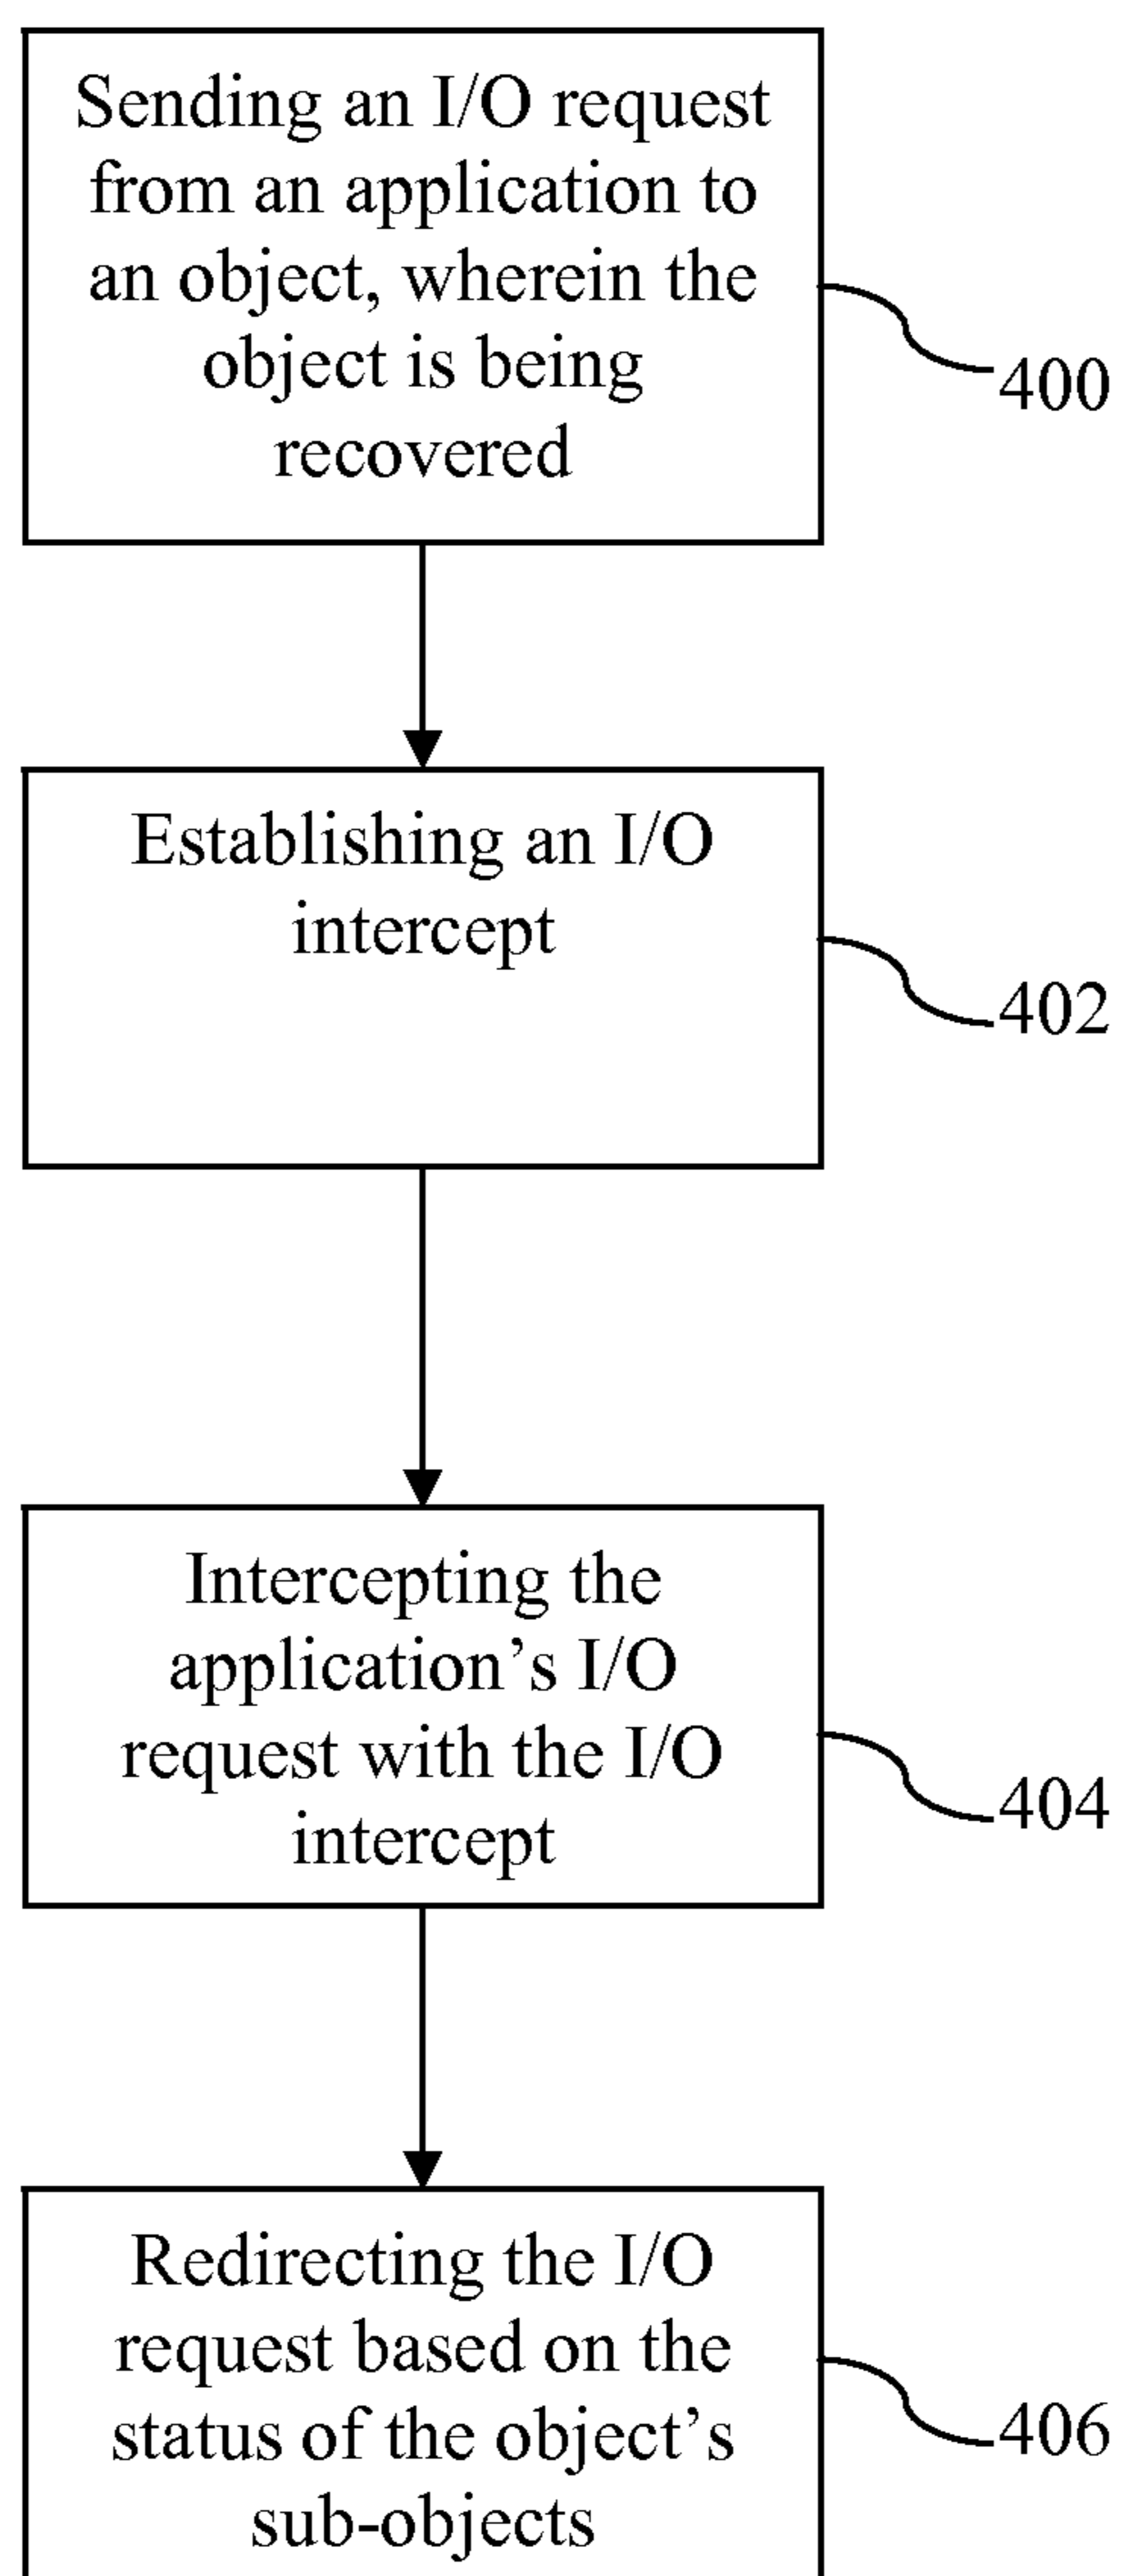 Sending an I/O request
from an application to
an object, wherein the
object is being
recovered
400
Establishing an I/O
intercept
402
Intercepting the
application’s I/O
request with the I/O
intercept
404
Redirecting the I/O
request based on the
status of the object’s
sub-objects
406